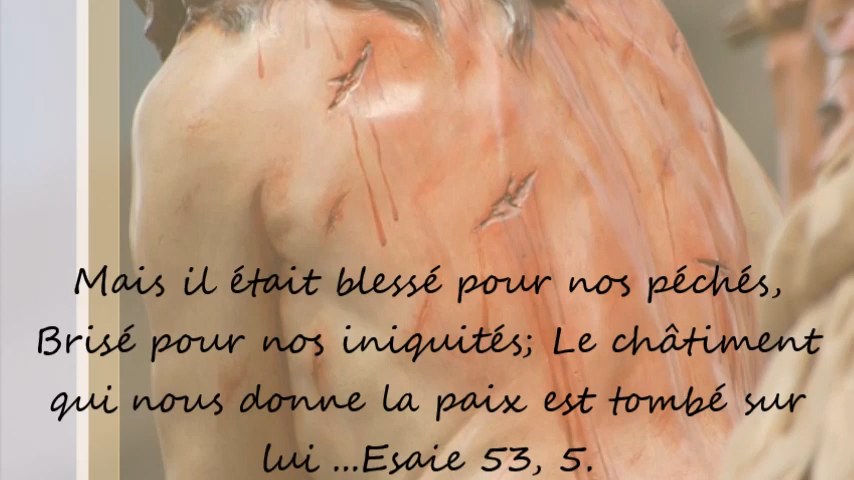 Mais il était blessé pour nos péchés,
Brisé pour nos iniquités; Le châtiment
qui nous donne la paix est tombé sur
lui ...Esaie 53, 5.